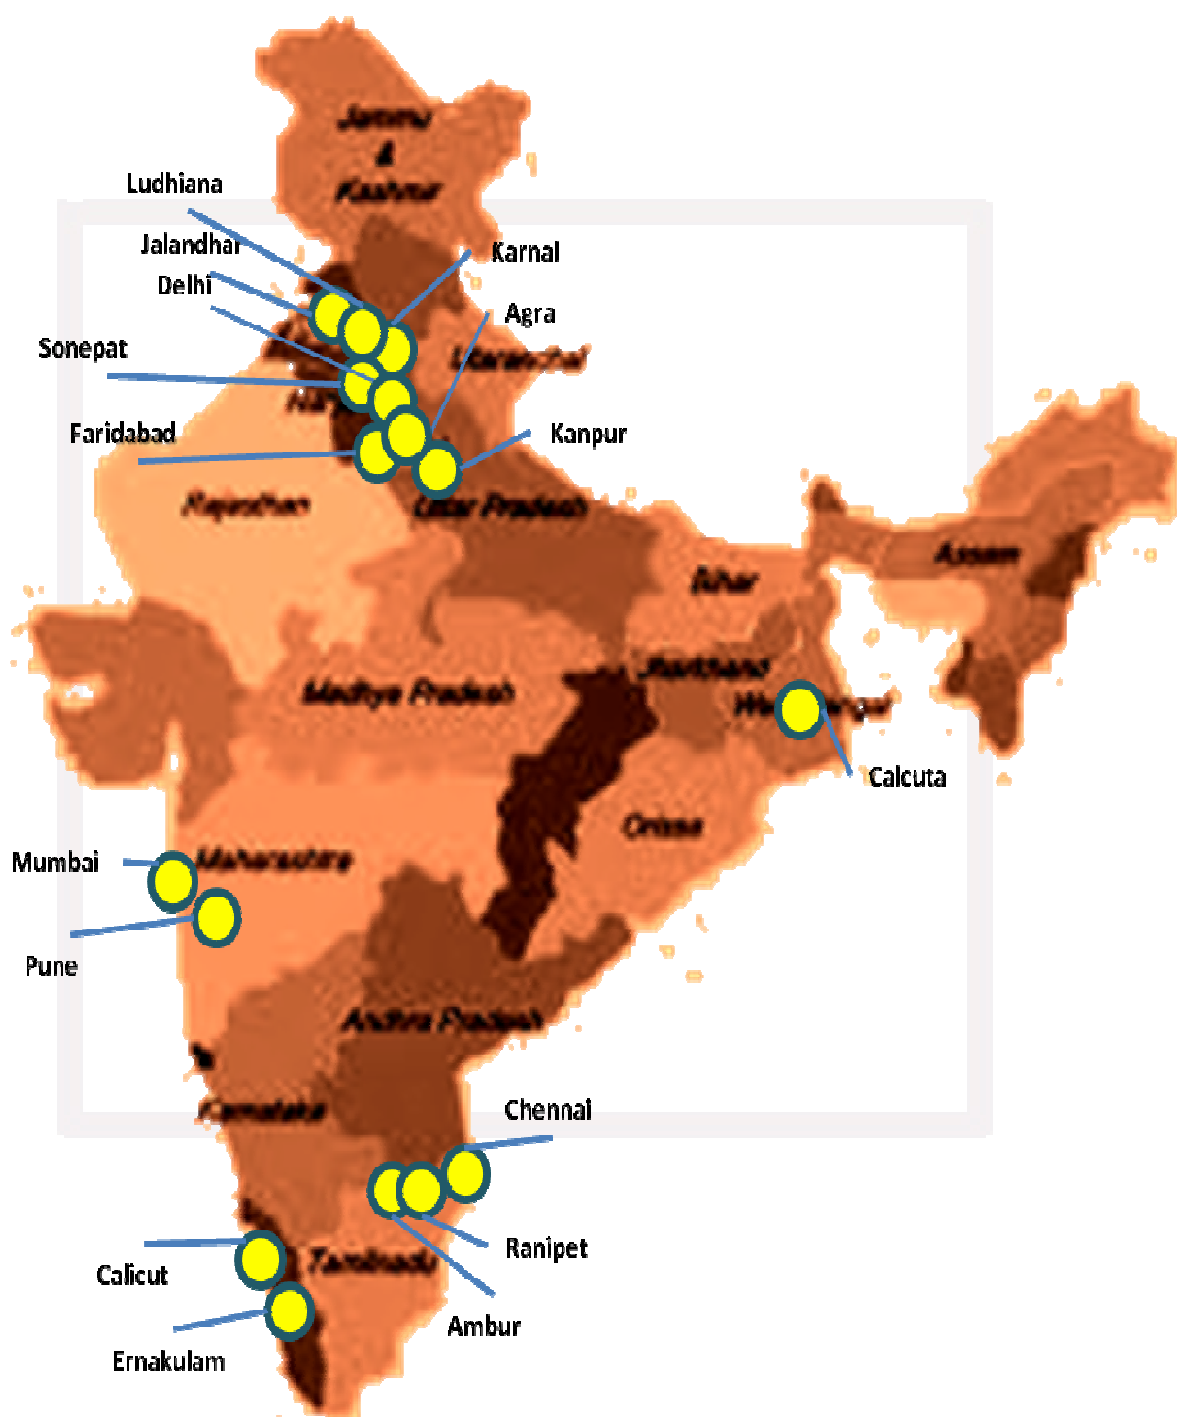 Jammu
&
Kashmir
Ludhiana
Jalandhar
Delhi
Karnal
Agra
Sonepat
Utaranchal
Faridabad
Kanpur
Rajasthan
Uttar Pradesh
Assam
Bihar
Jharkhand
Madhya Pradesh
Calcuta
Orissa
Mumbai
Maharashtra
Pune
Andhra Pradesh
Karnataka
Chennai
Ranipet
Tamilnadu
Calicut
Ambur
Ernakulam